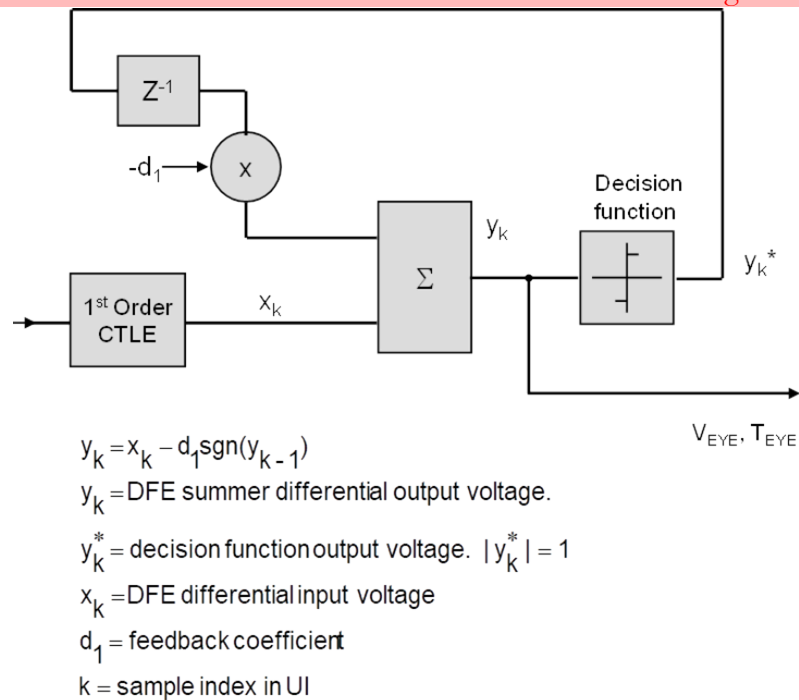 Z-1
-d1
x
Decision
function
yk
Σ
yk*
1st Order
CTLE
xk
VEYE, TEYE
yk = xk – d1sgn(yk - 1)
yk = DFE summer differential output voltage.
yk* = decision function output voltage. |yk*| = 1
xk = DFE differential input voltage
d1 = feedback coefficient
k = sample index in UI